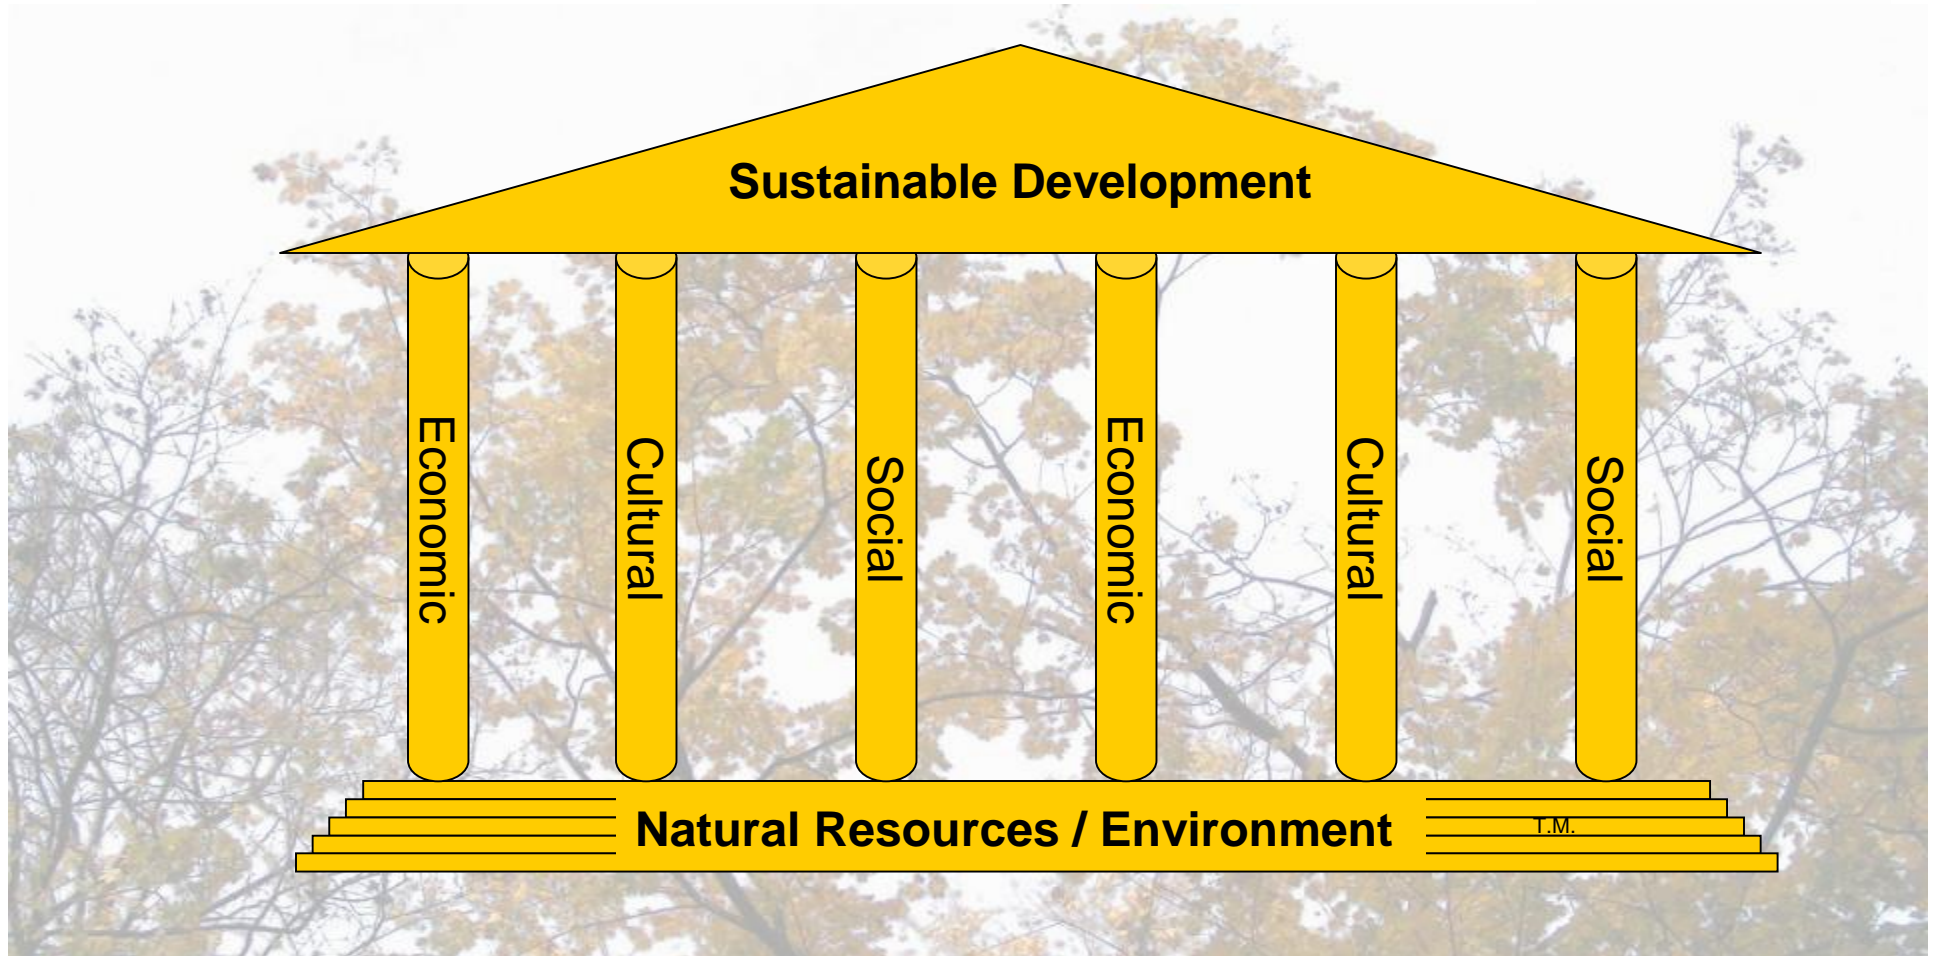 Sustainable Development
Economic
Cultural
Social
Economic
Cultural
Social
Natural Resources / Environment
T.M.